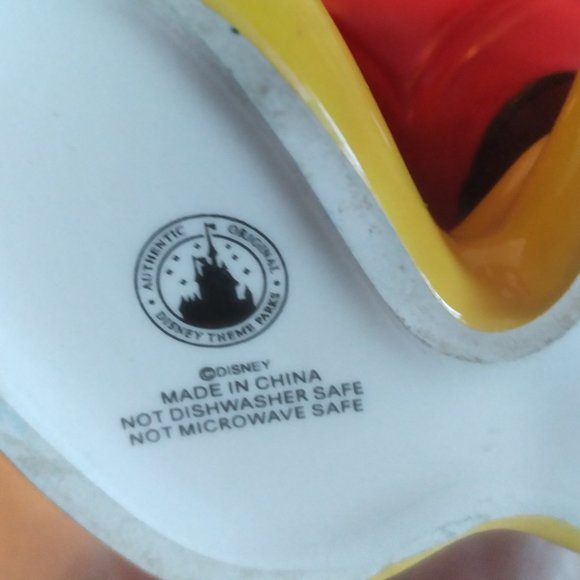 AUTHENTIC ORIGINAL
• DISNEY THEME PARKS •
©DISNEY
MADE IN CHINA
NOT DISHWASHER SAFE
NOT MICROWAVE SAFE